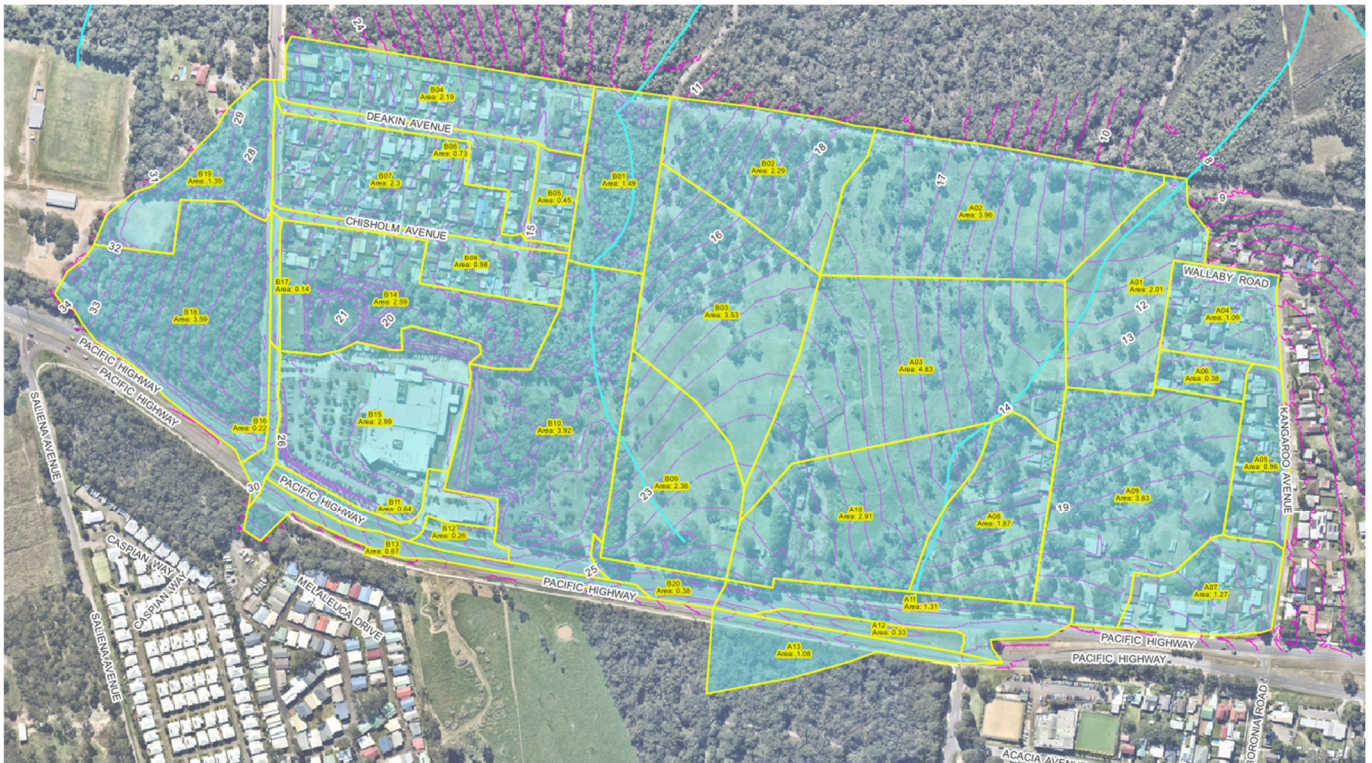 24
11
B04
Area: 2.19
DEAKIN AVENUE
29
28
10
8
B06
Area: 0.73
18
17
B02
Area: 2.29
31
B19
Area: 1.39
B07
Area: 2.3
B05
Area: 0.45
B01
Area: 1.49
9
A02
Area: 3.96
CHISHOLM AVENUE
15
16
32
B08
Area: 0.98
WALLABY ROAD
B17
Area: 0.14
B14
Area: 2.59
A01
Area: 2.01
34
33
B18
Area: 3.59
21
20
B03
Area: 3.53
12
13
A04
Area: 1.09
PACIFIC HIGHWAY
PACIFIC HIGHWAY
A03
Area: 4.83
A06
Area: 0.38
SALIENA AVENUE
B16
Area: 0.22
B15
Area: 2.99
B10
Area: 3.92
14
KANGAROO AVENUE
26
A05
Area: 0.96
30
PACIFIC HIGHWAY
B11
Area: 0.64
23
B09
Area: 2.36
A10
Area: 2.91
A08
Area: 1.87
19
A09
Area: 3.83
B12
Area: 0.26
B13
Area: 0.67
CASPIAN WAY
CASPIAN WAY
MELALEUCA DRIVE
25
PACIFIC HIGHWAY
B20
Area: 0.38
A11
Area: 1.31
A07
Area: 1.27
SALIENA AVENUE
A12
Area: 0.33
A13
Area: 1.08
PACIFIC HIGHWAY
PACIFIC HIGHWAY
BORONIA ROAD
ACACIA AVENUE